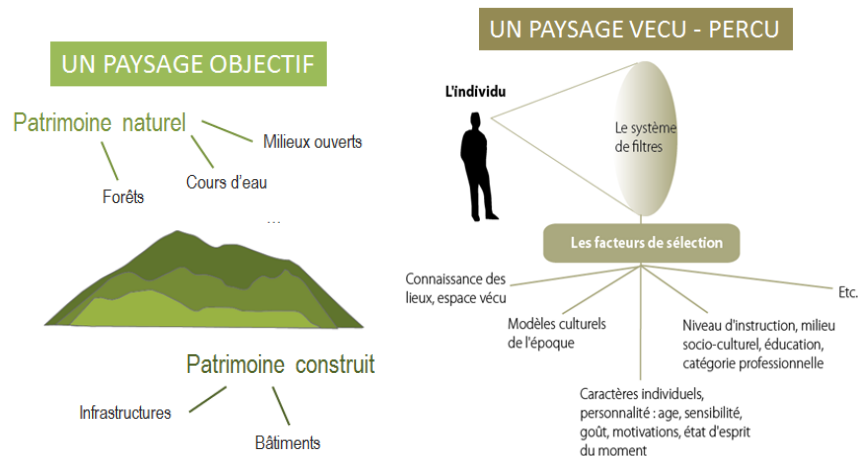 UN PAYSAGE OBJECTIF
Patrimoine naturel
Milieux ouverts
Cours d'eau
Forêts
...
Patrimoine construit
Infrastructures
Bâtiments
UN PAYSAGE VECU - PERCU
L'individu
Le système
de filtres
Les facteurs de sélection
Connaissance des
lieux, espace vécu
Modèles culturels
de l'époque
Caractères individuels,
personnalité : age, sensibilité,
goût, motivations, état d'esprit
du moment
Niveau d'instruction, milieu
socio-culturel, éducation,
catégorie professionnelle
Etc.